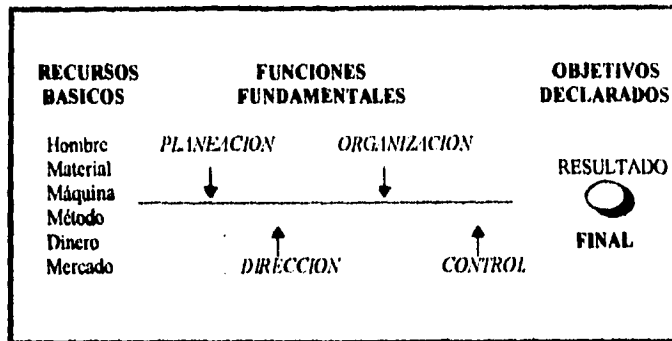 RECURSOS BASICOS
FUNCIONES FUNDAMENTALES
OBJETIVOS DECLARADOS
Hombre
Material
Máquina
Método
Dinero
Mercado
PLANEACION
ORGANIZACION
DIRECCION
CONTROL
RESULTADO
FINAL